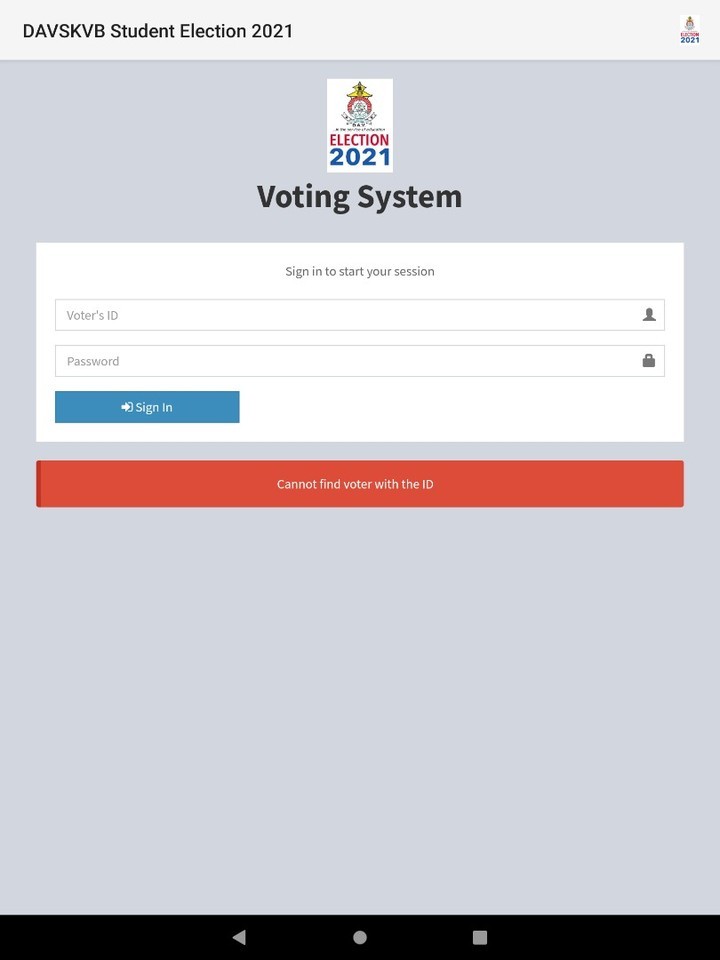 DAVSKVB Student Election 2021
ELECTION
2021
ELECTION
2021
Voting System
Sign in to start your session
Voter's ID
Password
Sign In
Cannot find voter with the ID